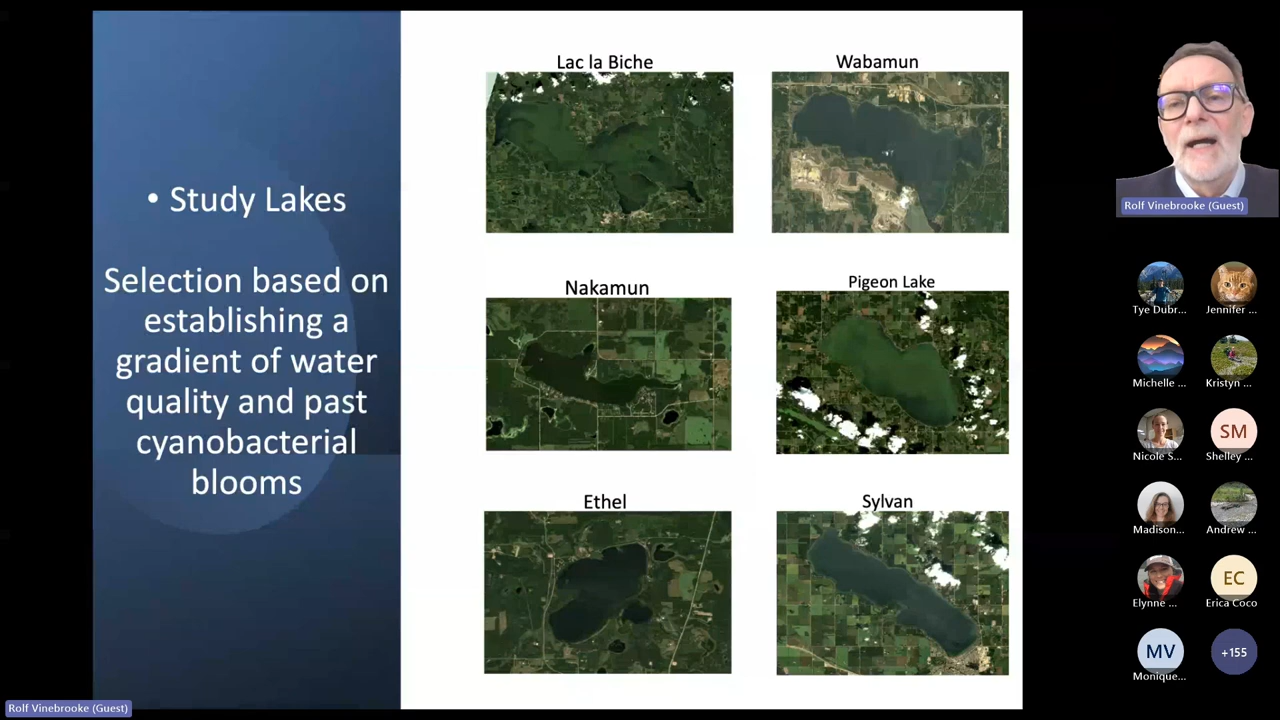 • Study Lakes
Selection based on
establishing a
gradient of water
quality and past
cyanobacterial
blooms
Lac la Biche
Wabamun
Nakamun
Pigeon Lake
Ethel
Sylvan
Rolf Vinebrooke (Guest)
Tye Dubr...
Jennifer ...
Michelle ...
Kristyn ...
Nicole S...
SM
Shelley ...
Madison...
Andrew ...
Elynne ...
EC
Erica Coco
MV
Monique...
+155
Rolf Vinebrooke (Guest)